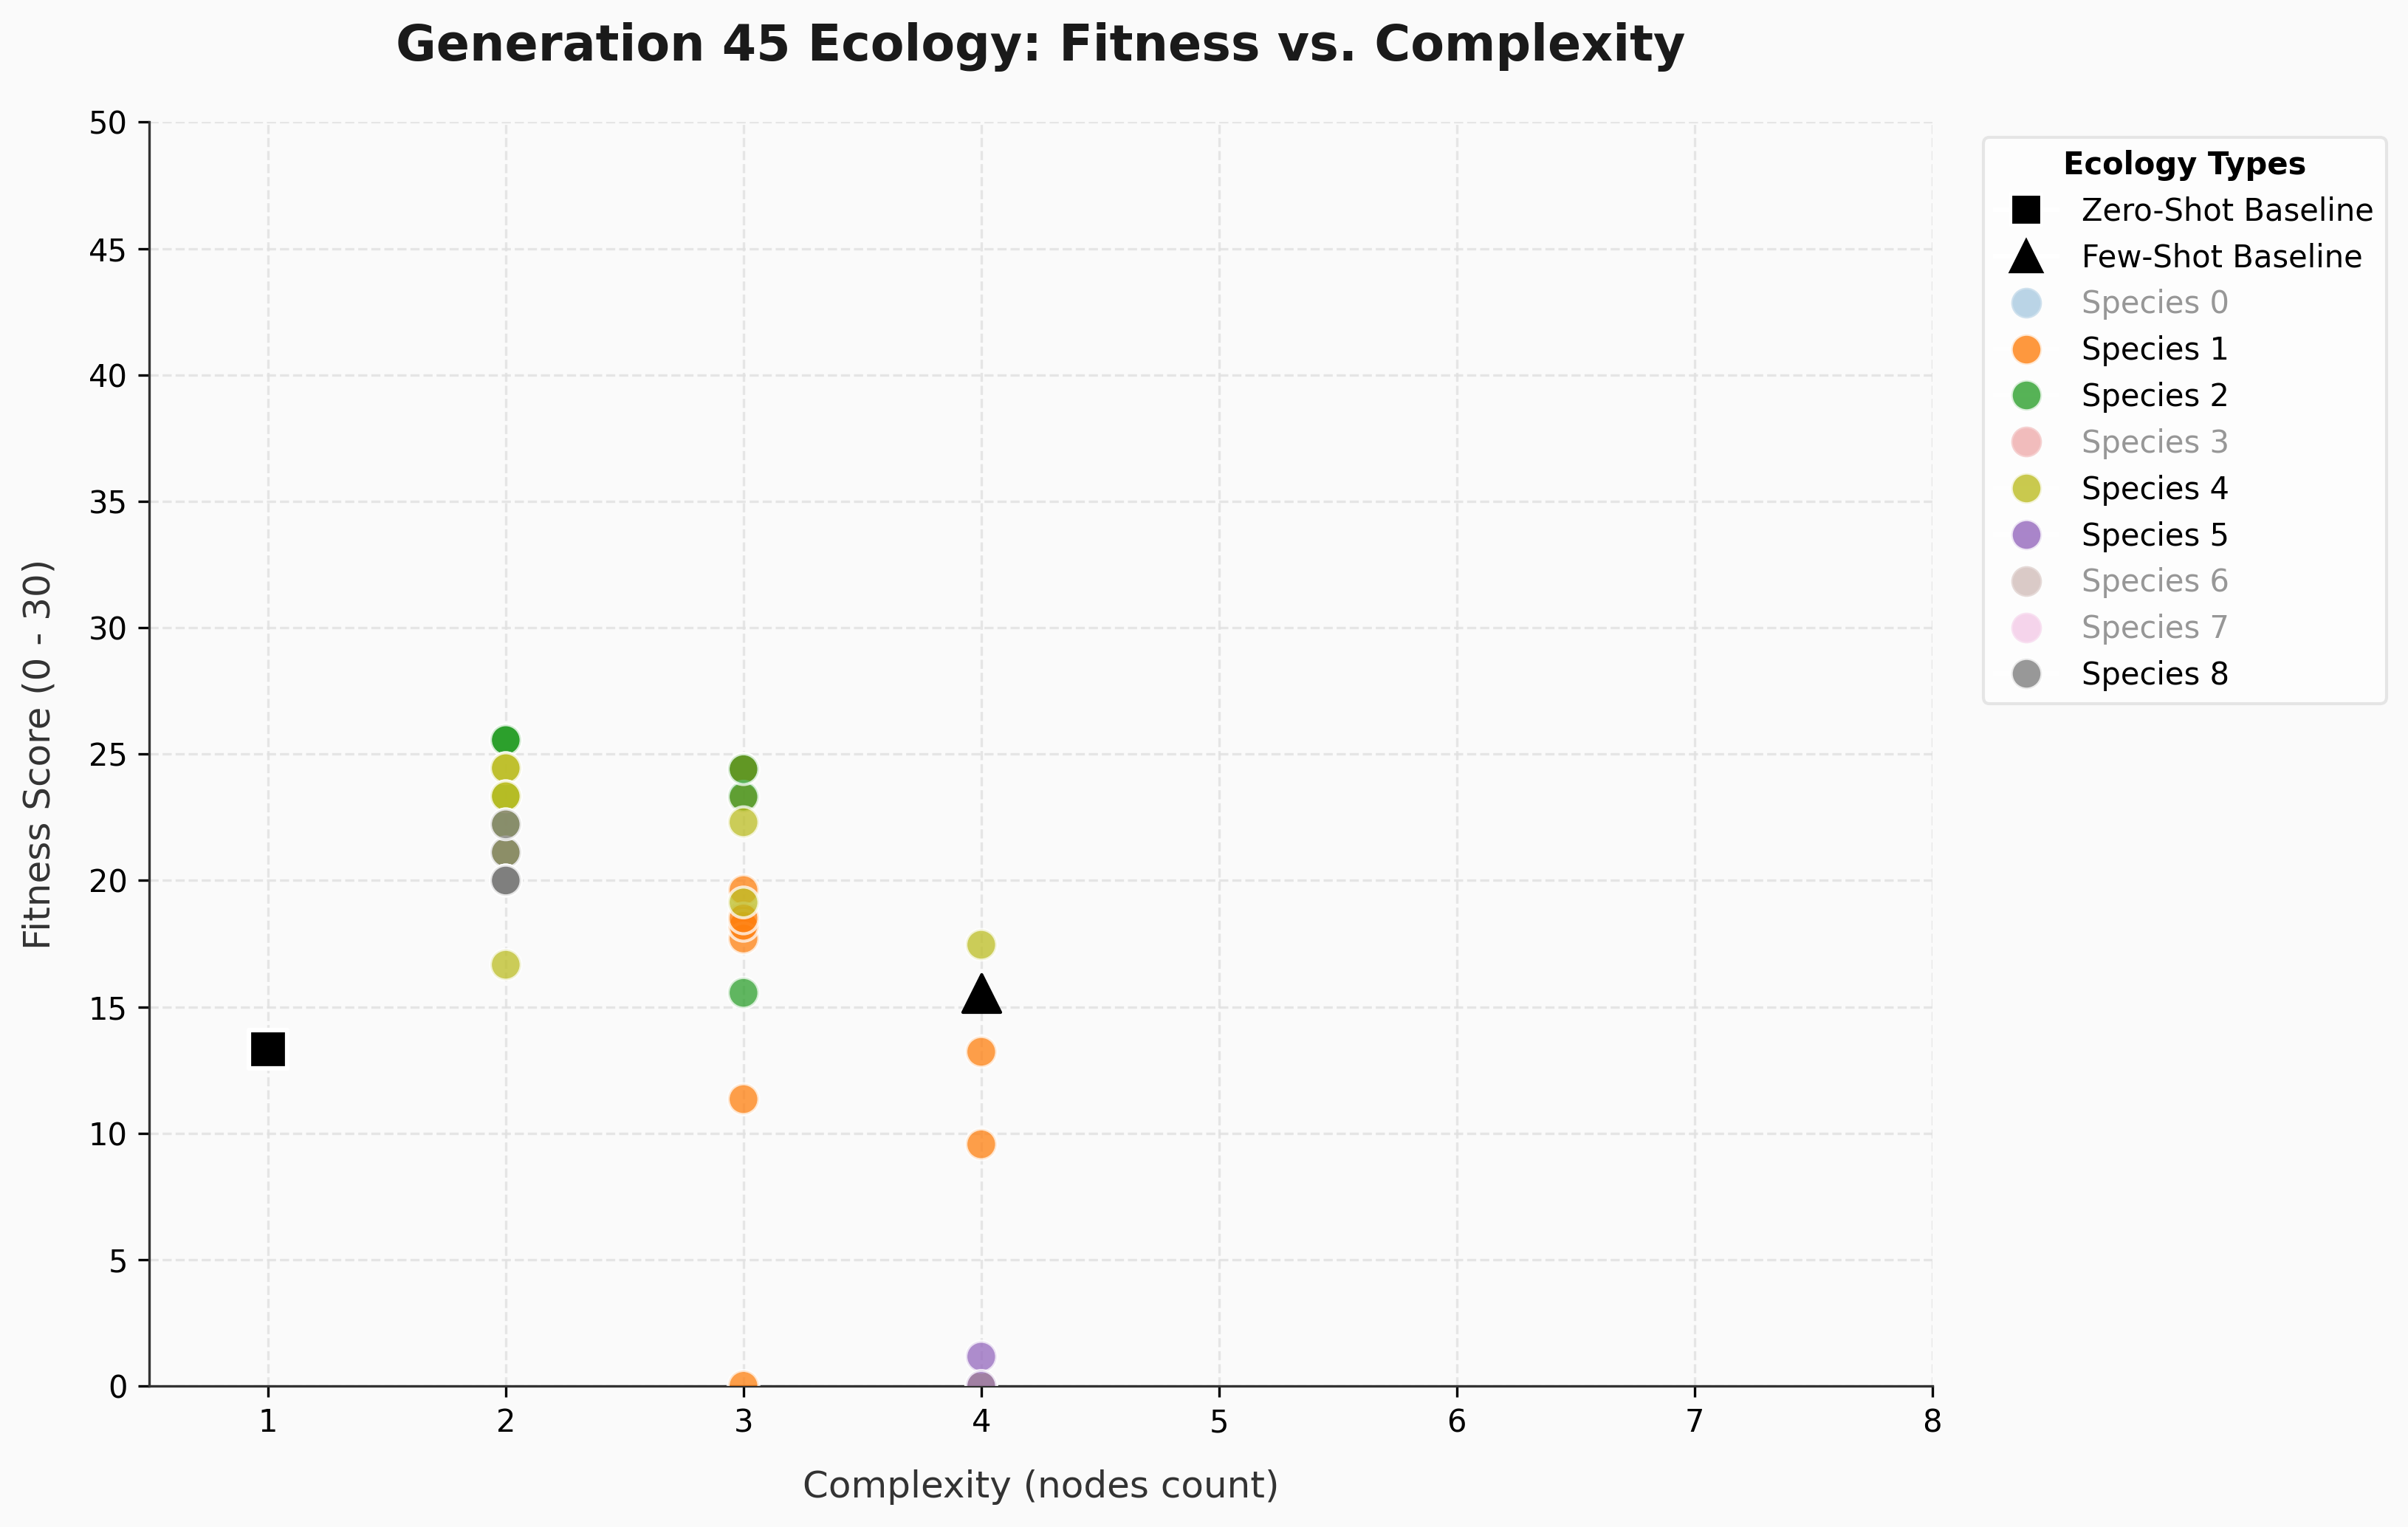 Generation 45 Ecology: Fitness vs. Complexity
50
45
40
35
30
25
20
15
10
5
0
Fitness Score (0 - 30)
1 2 3 4 5 6 7 8
Complexity (nodes count)
Ecology Types
Zero-Shot Baseline
Few-Shot Baseline
Species 0
Species 1
Species 2
Species 3
Species 4
Species 5
Species 6
Species 7
Species 8